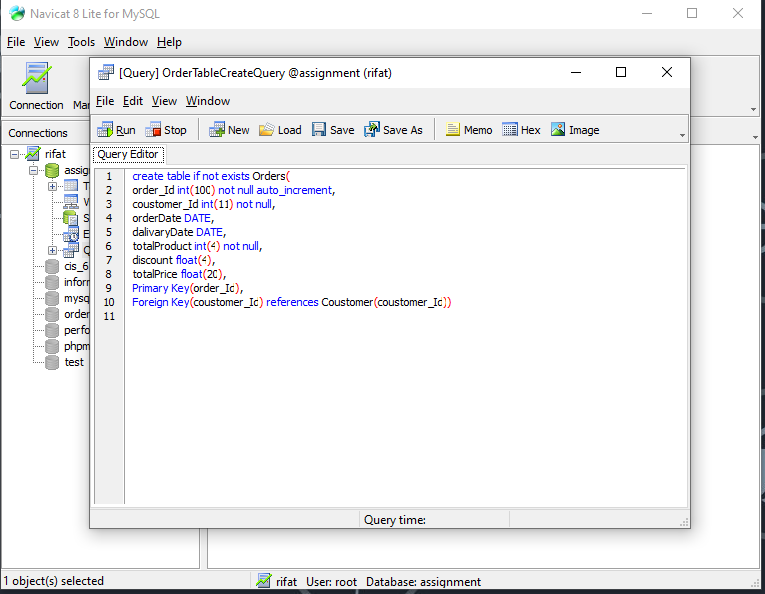 Navicat 8 Lite for MySQL
File View Tools Window Help
Connection
Connections
rifat
assig
cis_6
inform
mysq
order
perfo
phpm
test
[Query] OrderTableCreateQuery @assignment (rifat)
File Edit View Window
Run Stop New Load Save Save As Memo Hex Image
Query Editor
1 create table if not exists Orders(
2 order_Id int(100) not null auto_increment,
3 coustomer_Id int(11) not null,
4 orderDate DATE,
5 dalivaryDate DATE,
6 totalProduct int(4) not null,
7 discount float(4),
8 totalPrice float(20),
9 Primary Key(order_Id),
10 Foreign Key(coustomer_Id) references Coustomer(coustomer_Id))
11
Query time:
1 object(s) selected rifat User: root Database: assignment